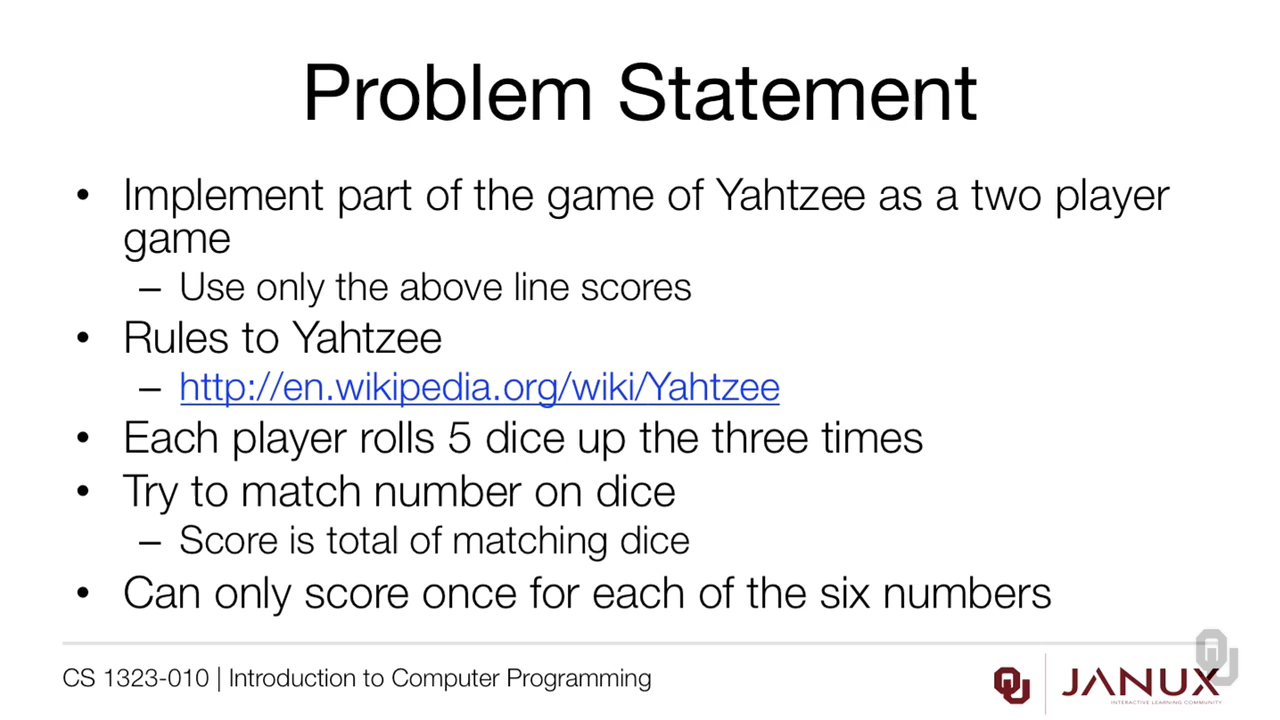 Problem Statement
• Implement part of the game of Yahtzee as a two player
game
– Use only the above line scores
• Rules to Yahtzee
– http://en.wikipedia.org/wiki/Yahtzee
• Each player rolls 5 dice up the three times
• Try to match number on dice
– Score is total of matching dice
• Can only score once for each of the six numbers
CS 1323-010 | Introduction to Computer Programming
JANUX
INTERACTIVE LEARNING COMMUNITY